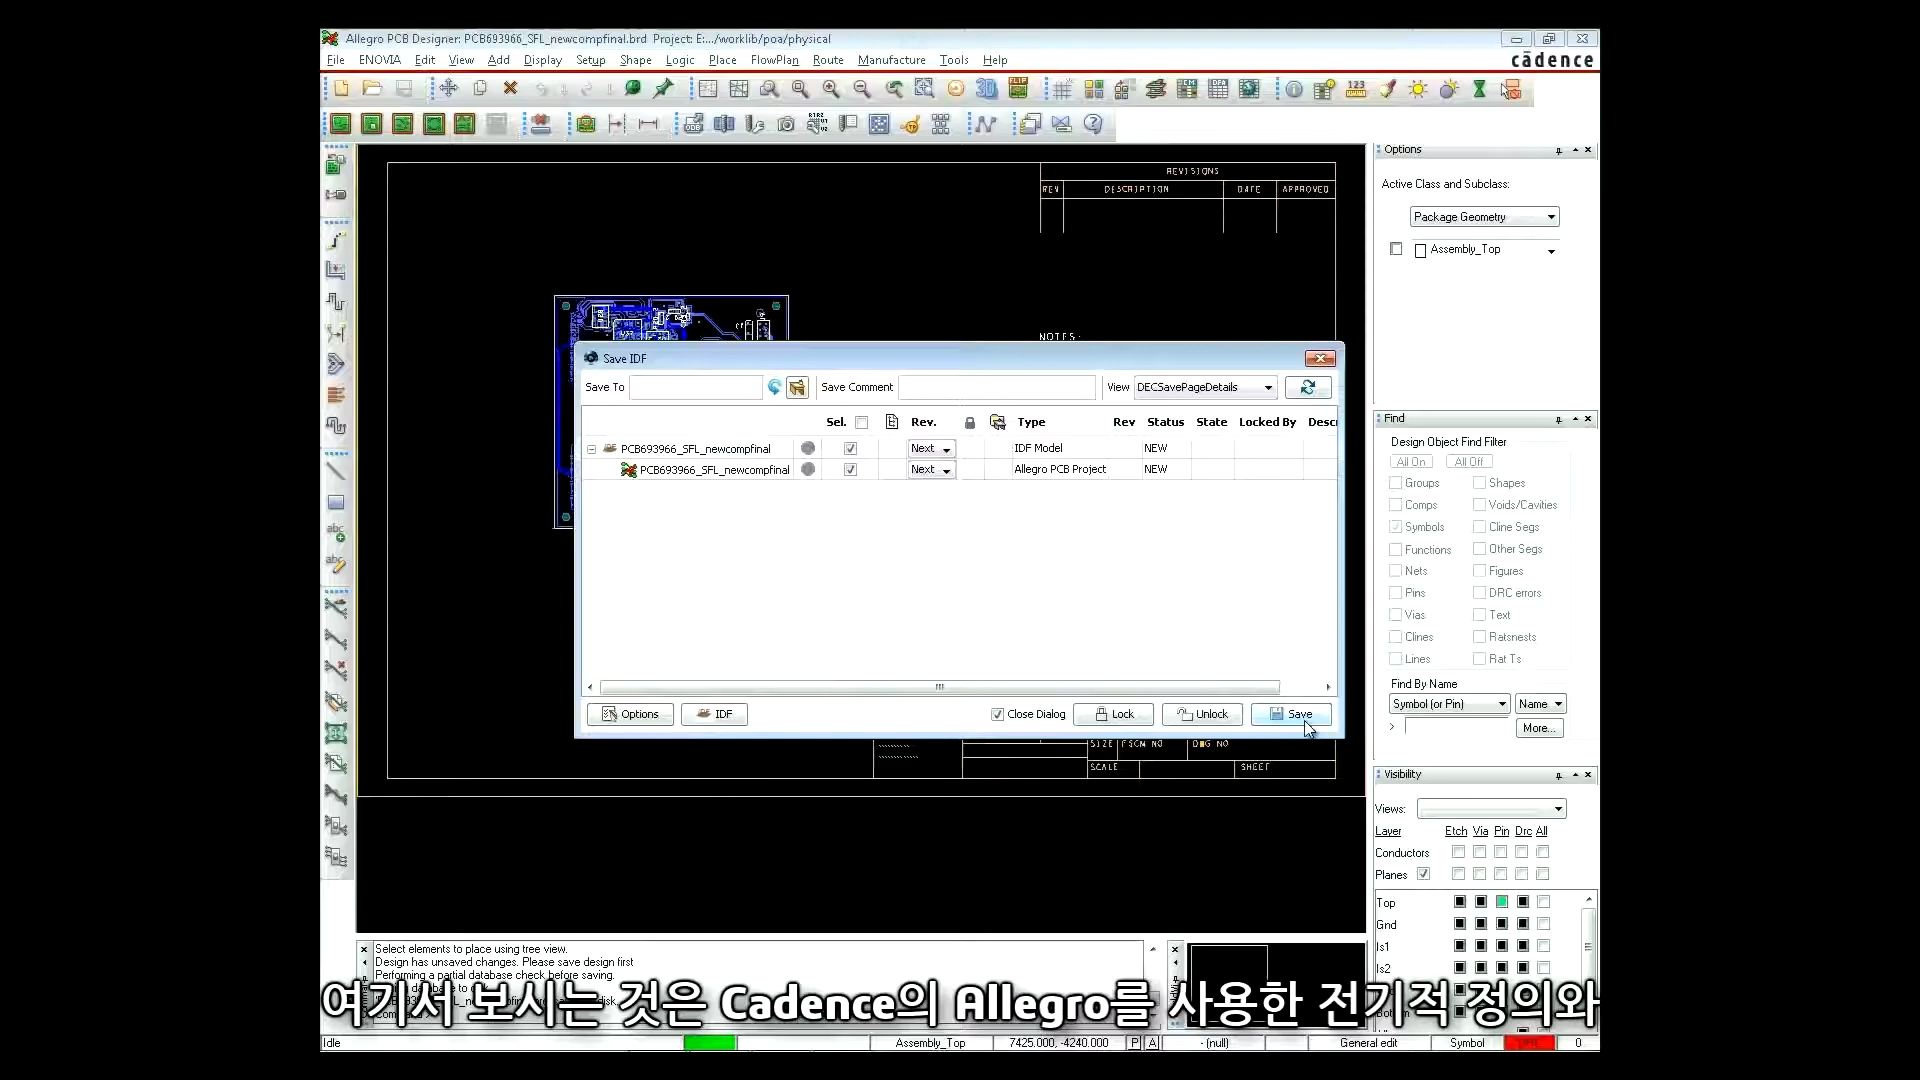 Allegro PCB Designer: PCB693966_SFL_newcompfinal.brd  Project: E:.../worklib/poa/physical
File ENOVIA Edit View Add Display Setup Shape Logic Place FlowPlan Route Manufacture Tools Help
cādence
Options
Active Class and Subclass:
Package Geometry
Assembly_Top
REVISIONS
REV DESCRIPTION DATE APPROVED
NOTES:
Save IDF
Save To Save Comment View DECSavePageDetails
Sel. Rev. Type Rev Status State Locked By Descr
PCB693966_SFL_newcompfinal Next IDF Model NEW
PCB693966_SFL_newcompfinal Next Allegro PCB Project NEW
Options IDF Close Dialog Lock Unlock Save
SIZE FSCM NO DWG NO
SCALE SHEET
Find
Design Object Find Filter
All On All Off
Groups Shapes
Comps Voids/Cavities
Symbols Cline Segs
Functions Other Segs
Nets Figures
Pins DRC errors
Vias Text
Clines Ratsnests
Lines Rat Ts
Find By Name
Symbol (or Pin) Name
> More...
Visibility
Views:
Layer Etch Via Pin Drc All
Conductors
Planes
Top
Gnd
Is1
Is2
Select elements to place using tree view.
Design has unsaved changes. Please save design first
Performing a partial database check before saving.
여기서 보시는 것은 Cadence의 Allegro를 사용한 전기적 정의와
Idle Assembly_Top 7425.000, -4240.000 P A - (null) General edit Symbol 0